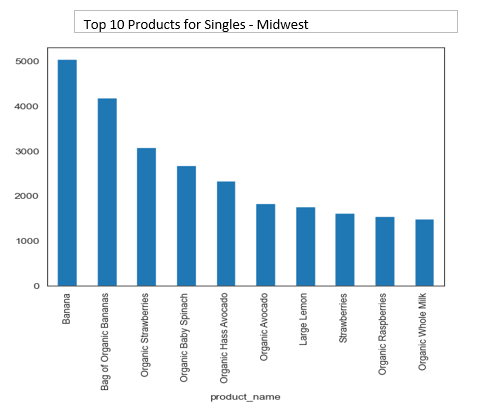 Top 10 Products for Singles - Midwest
5000
4000
3000
2000
1000
0
Banana
Bag of Organic Bananas
Organic Strawberries
Organic Baby Spinach
Organic Hass Avocado
Organic Avocado
Large Lemon
Strawberries
Organic Raspberries
Organic Whole Milk
product_name